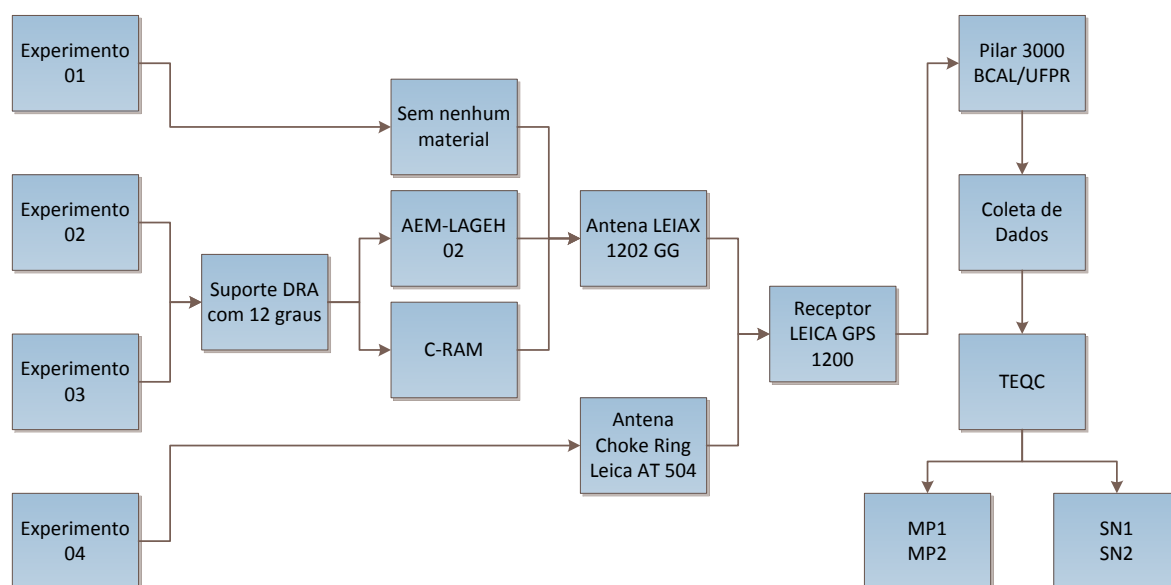 Experimento
01
Experimento
02
Experimento
03
Experimento
04
Suporte DRA
com 12 graus
Sem nenhum
material
AEM-LAGEH
02
C-RAM
Antena LEIAX
1202 GG
Antena
Choke Ring
Leica AT 504
Receptor
LEICA GPS
1200
Pilar 3000
BCAL/UFPR
Coleta de
Dados
TEQC
MP1
MP2
SN1
SN2